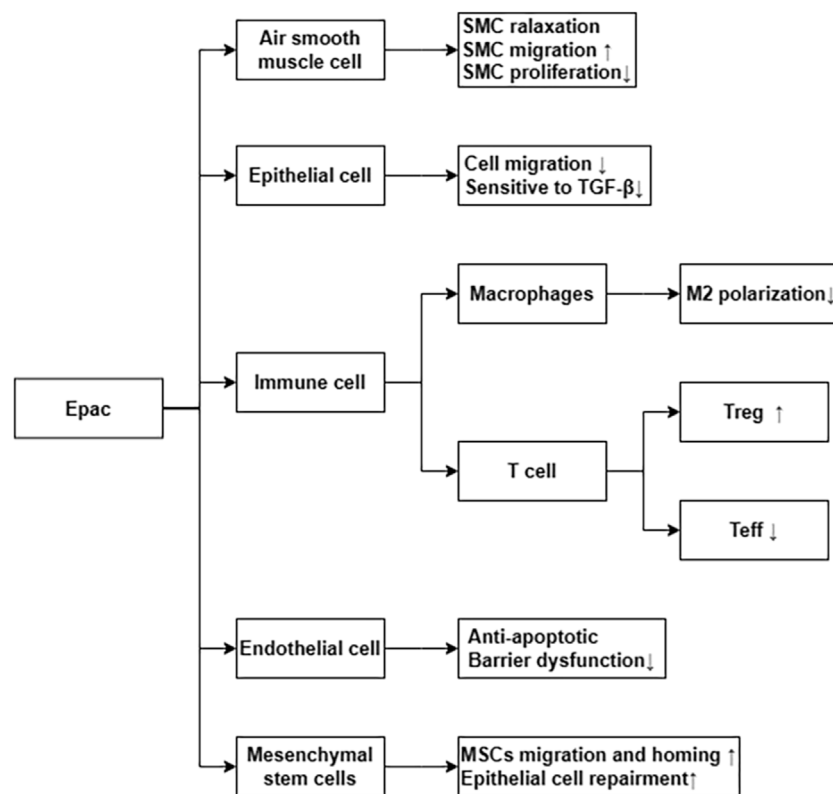 Air smooth
muscle cell
SMC ralaxation
SMC migration ↑
SMC proliferation↓
Epithelial cell
Cell migration ↓
Sensitive to TGF-β↓
Macrophages
M2 polarization↓
Immune cell
Epac
Treg ↑
T cell
Teff ↓
Endothelial cell
Anti-apoptotic
Barrier dysfunction↓
Mesenchymal
stem cells
MSCs migration and homing ↑
Epithelial cell repairment↑